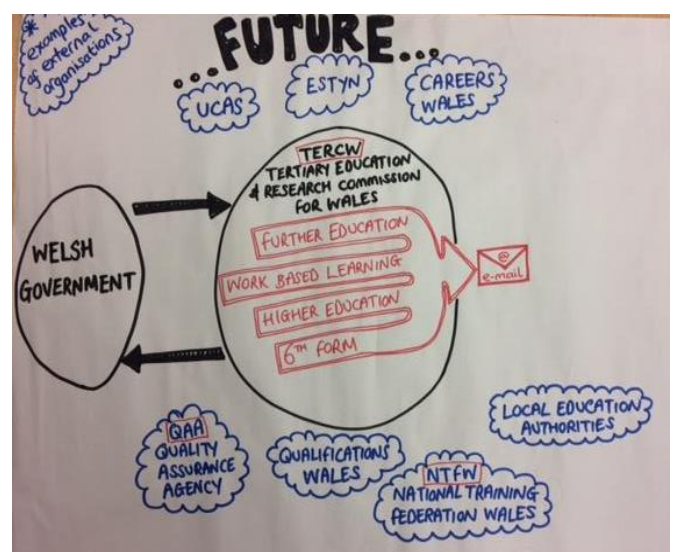 ...FUTURE...
* examples
of external
organisations
UCAS
ESTYN
CAREERS
WALES
TERCW
TERTIARY EDUCATION
& RESEARCH COMMISSION
FOR WALES
WELSH
GOVERNMENT
FURTHER EDUCATION
WORK BASED LEARNING
HIGHER EDUCATION
6TH FORM
@
e-mail
LOCAL EDUCATION
AUTHORITIES
QAA
QUALITY
ASSURANCE
AGENCY
QUALIFICATIONS
WALES
NTfW
NATIONAL TRAINING
FEDERATION WALES